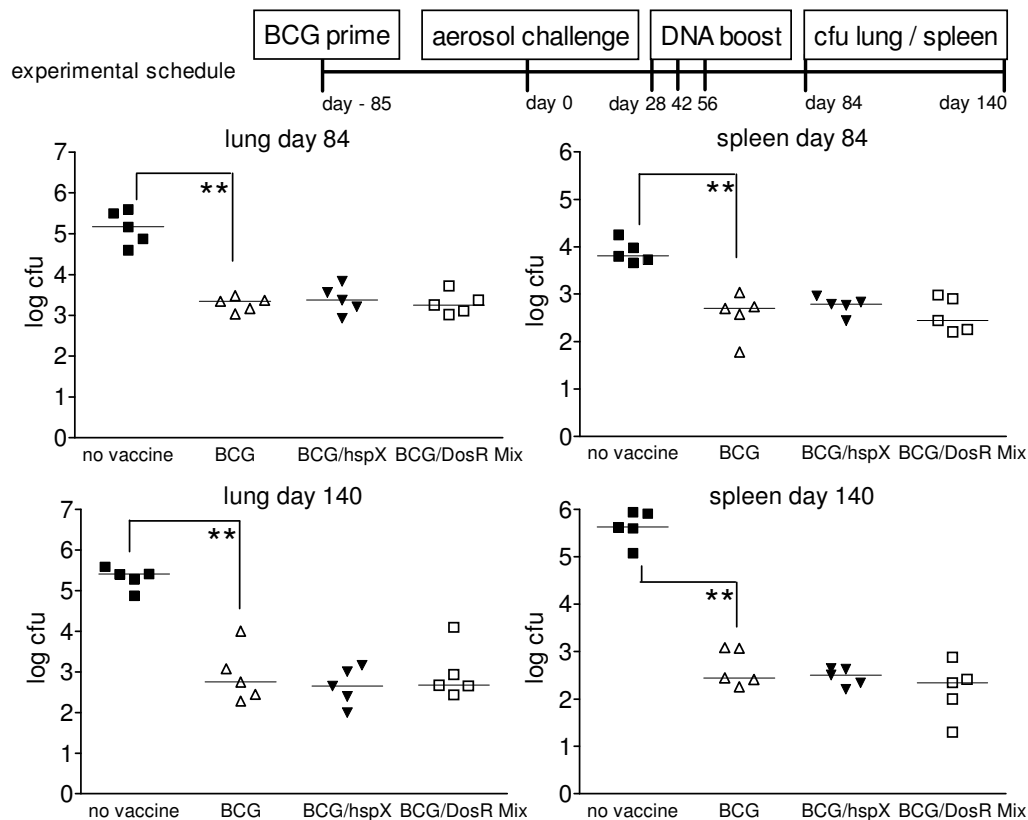 BCG prime
aerosol challenge
DNA boost
cfu lung / spleen
experimental schedule
day - 85
day 0
day 28 42 56
day 84
day 140
lung day 84
log cfu
7
6
5
4
3
2
1
0
**
no vaccine BCG BCG/hspX BCG/DosR Mix
spleen day 84
log cfu
6
5
4
3
2
1
0
**
no vaccine BCG BCG/hspX BCG/DosR Mix
lung day 140
log cfu
7
6
5
4
3
2
1
0
**
no vaccine BCG BCG/hspX BCG/DosR Mix
spleen day 140
log cfu
6
5
4
3
2
1
0
**
no vaccine BCG BCG/hspX BCG/DosR Mix